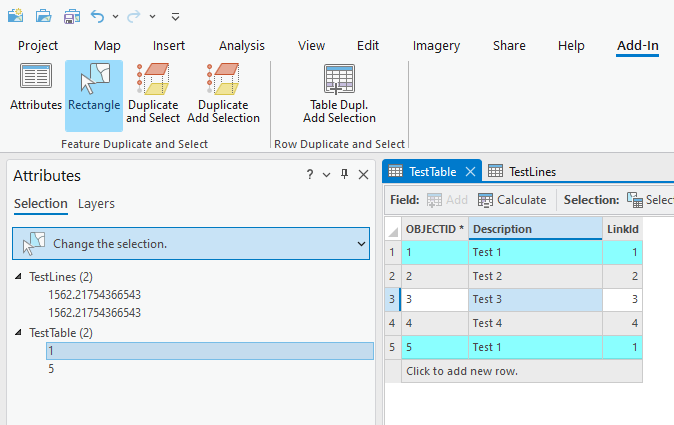 Project Map Insert Analysis View Edit Imagery Share Help Add-In
Attributes Rectangle Duplicate and Select Duplicate Add Selection Table Dupl. Add Selection
Feature Duplicate and Select Row Duplicate and Select
Attributes ?
Selection Layers
Change the selection.
TestLines (2)
1562.21754366543
1562.21754366543
TestTable (2)
1
5
TestTable TestLines
Field: Add Calculate Selection: Selec
OBJECTID * Description LinkId
1 1 Test 1 1
2 2 Test 2 2
3 3 Test 3 3
4 4 Test 4 4
5 5 Test 1 1
Click to add new row.